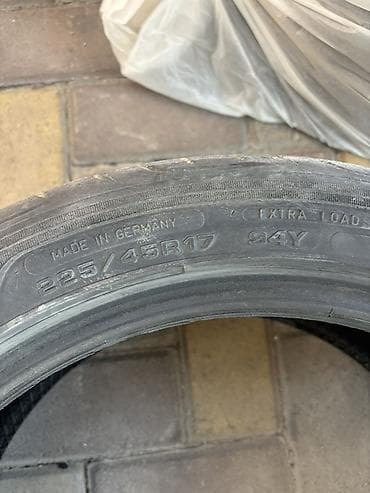 MADE IN GERMANY EXTRA LOAD
225/45R17 94Y